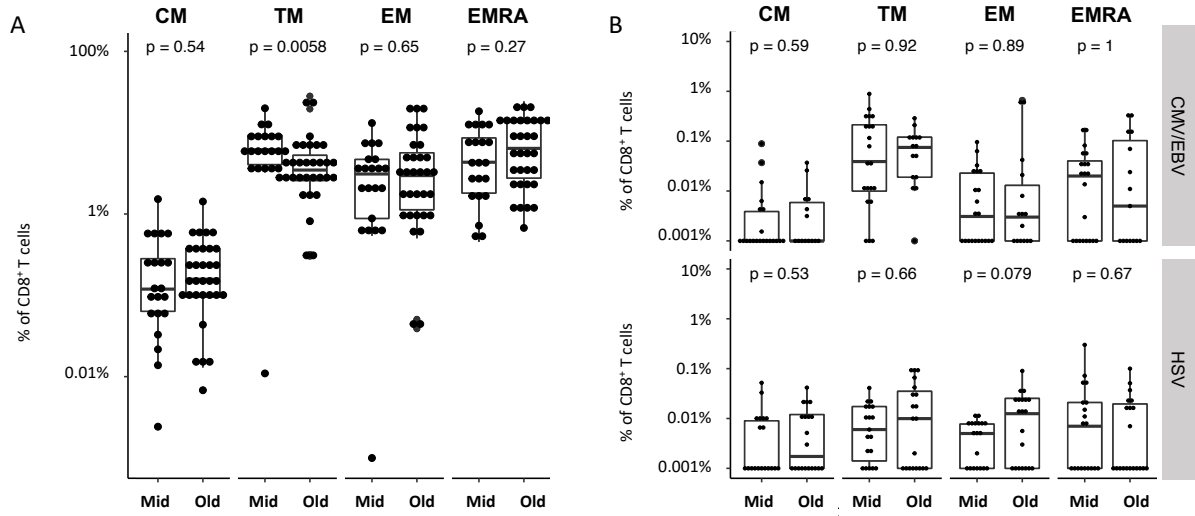 A
CM TM EM EMRA
p = 0.54 p = 0.0058 p = 0.65 p = 0.27
% of CD8⁺ T cells
100%
1%
0.01%
Mid Old Mid Old Mid Old Mid Old
B
CM TM EM EMRA
p = 0.59 p = 0.92 p = 0.89 p = 1
% of CD8⁺ T cells
10%
1%
0.1%
0.01%
0.001%
CMV/EBV
p = 0.53 p = 0.66 p = 0.079 p = 0.67
% of CD8⁺ T cells
10%
1%
0.1%
0.01%
0.001%
HSV
Mid Old Mid Old Mid Old Mid Old